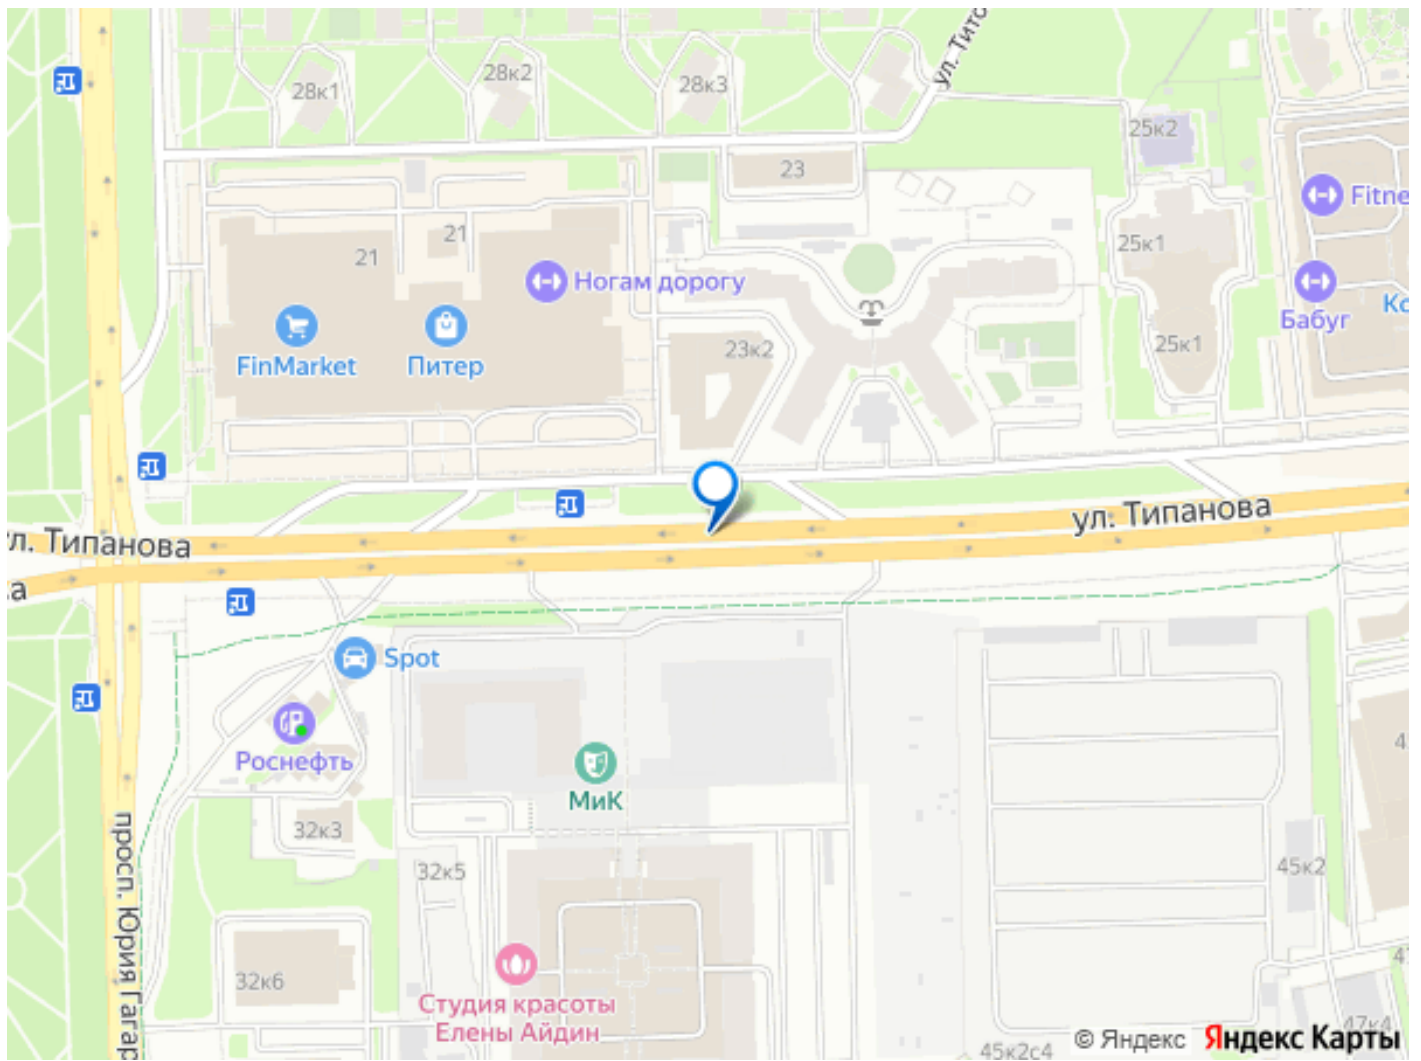 28к1
28к2
28к3
ул. Тито
25к2
23
Fitne
21
21
25к1
Ногам дорогу
FinMarket
Питер
23к2
25к1
Бабуг
Ко
ул. Типанова
л. Типанова
а
Spot
Роснефть
МиК
32к3
32к5
45к2
просп. Юрия Гагар
32к6
Студия красоты
Елены Айдин
47к4
45к2с4
© Яндекс
Яндекс Карты